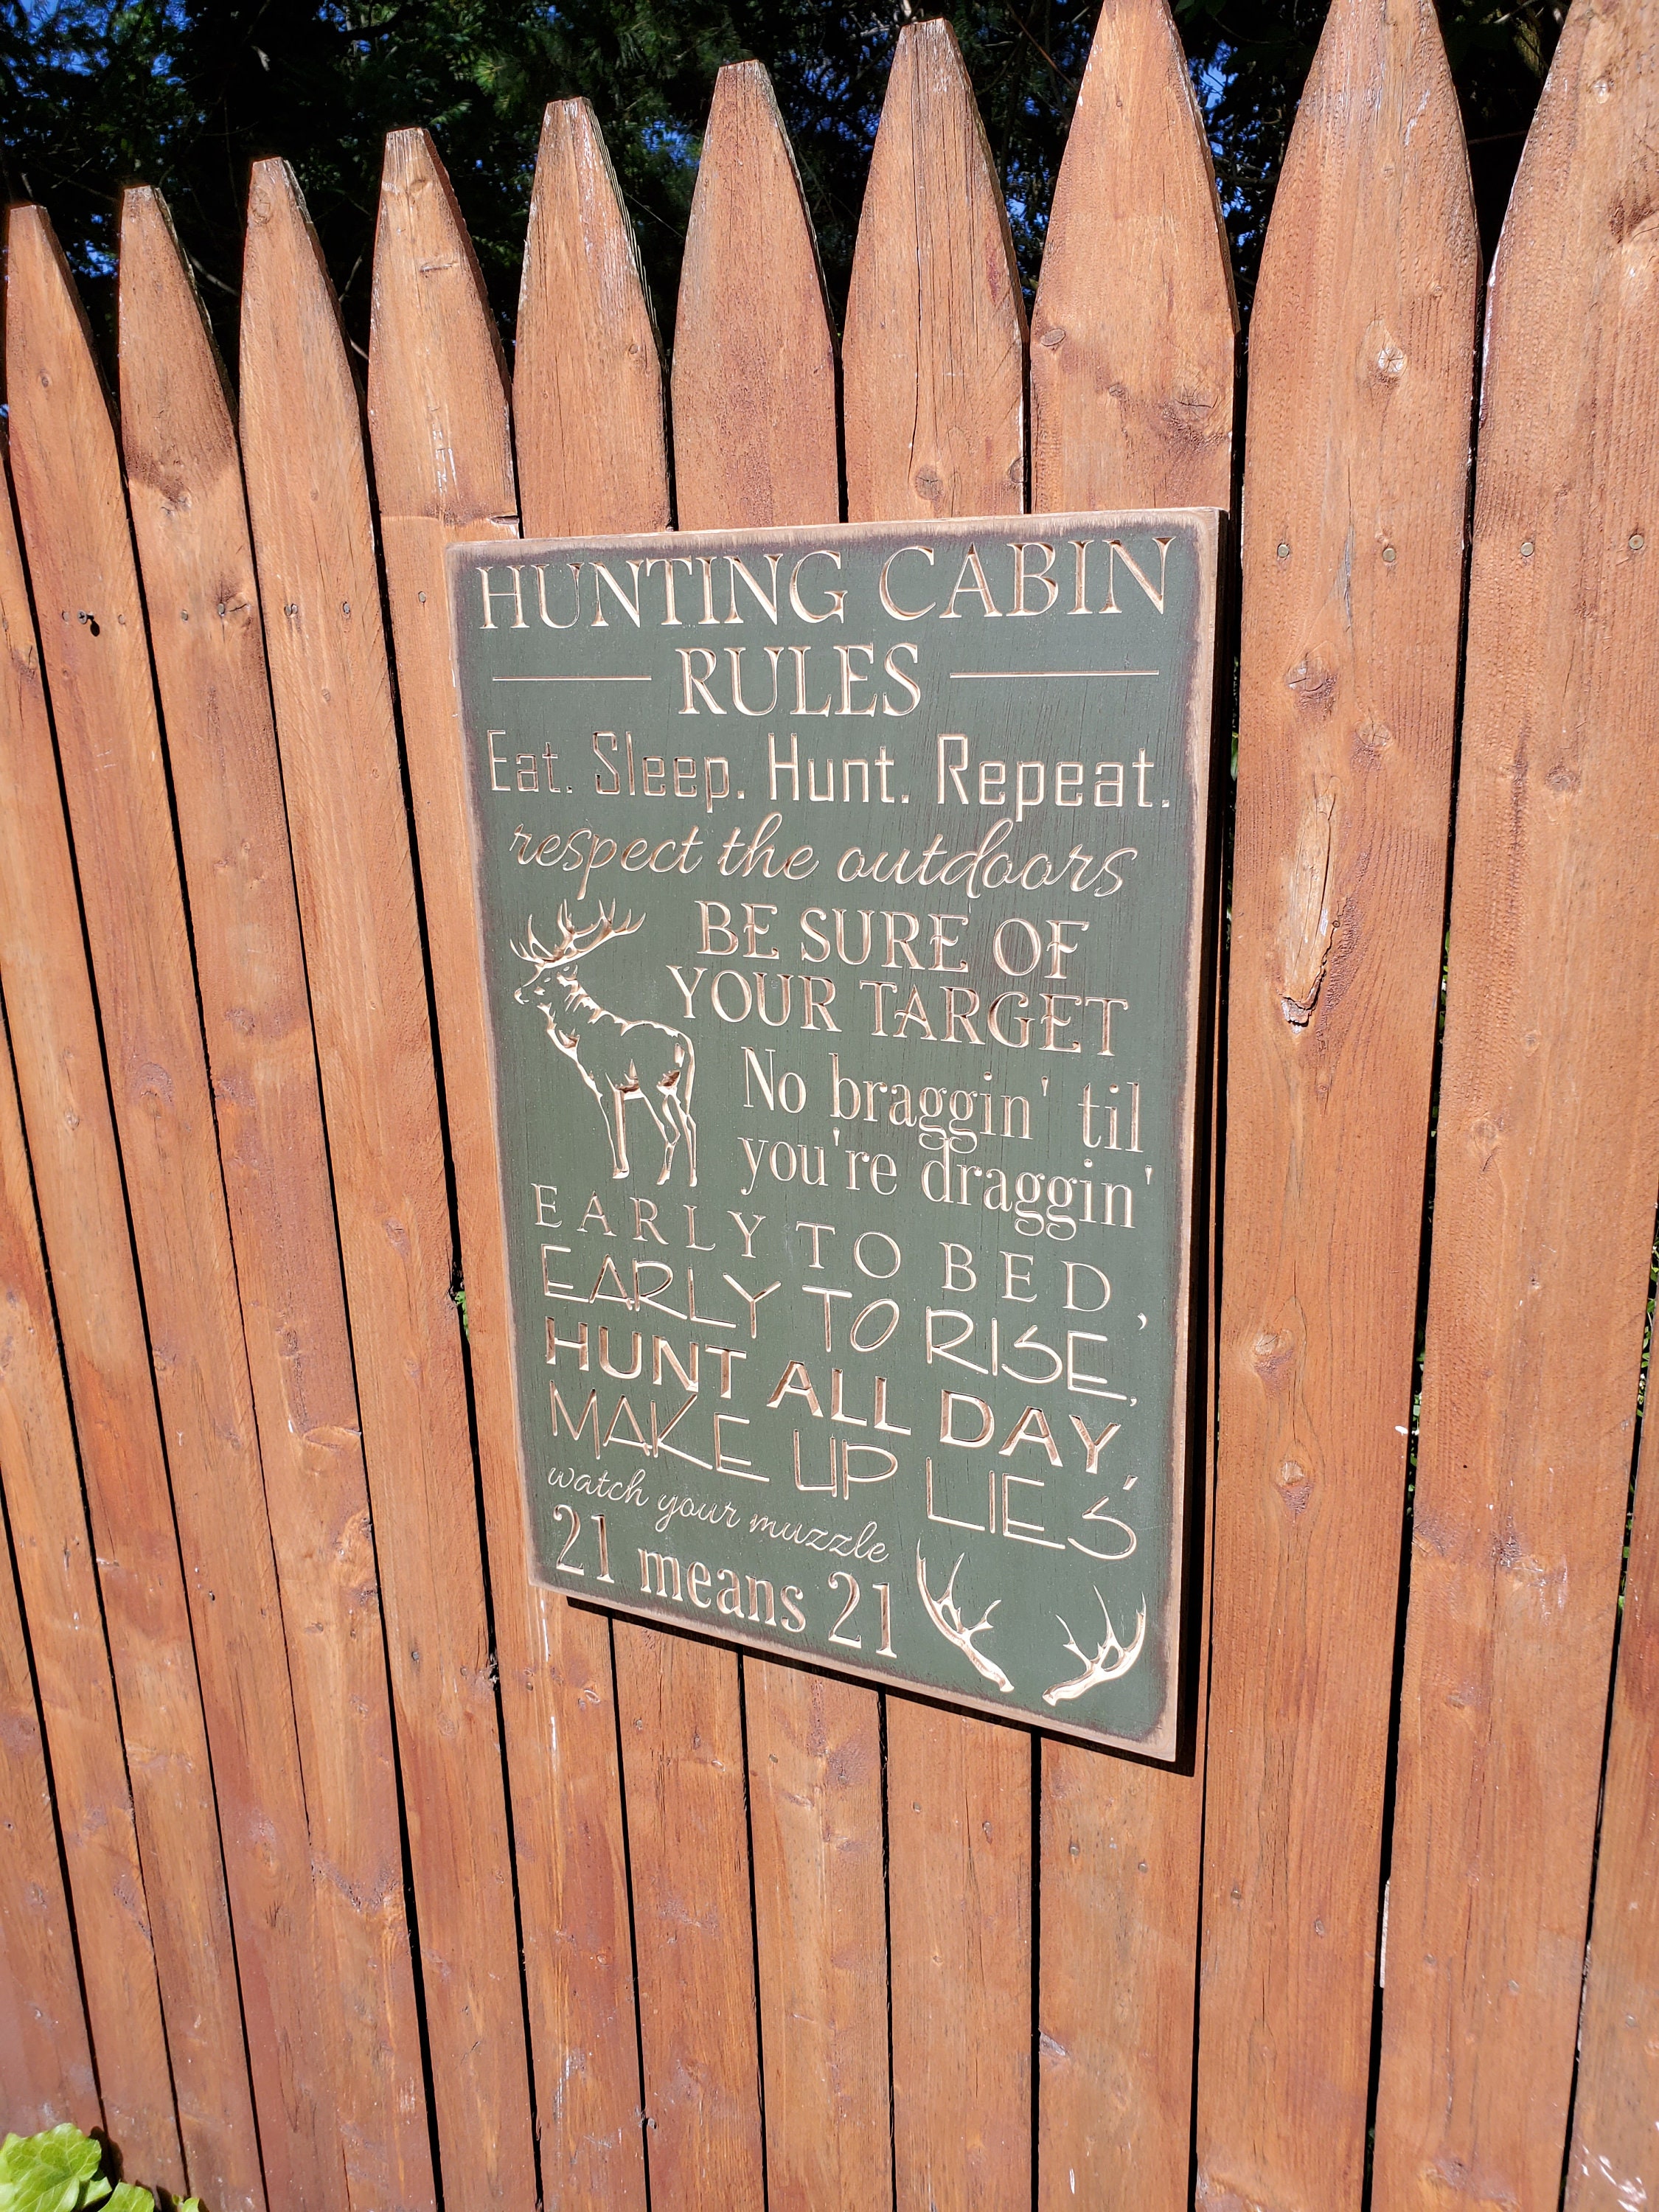 HUNTING CABIN
RULES
Eat. Sleep. Hunt. Repeat.
respect the outdoors
BE SURE OF
YOUR TARGET
No braggin' til
you're draggin'
EARLY TO BED,
EARLY TO RISE,
HUNT ALL DAY,
MAKE UP LIES
watch your muzzle
21 means 21